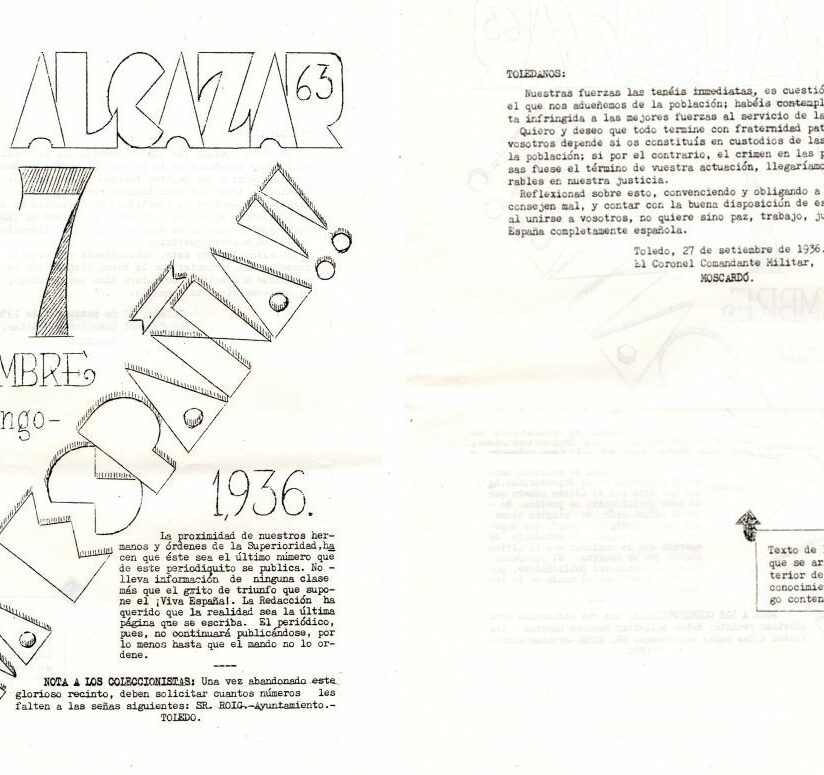 ALCAZAR
63
7
MBRE
ngo-
VIVA ESPAÑA!!
1,936.
La proximidad de nuestros her-
manos y órdenes de la Superioridad,ha
cen que éste sea el último número que
de este periodiquito se publica. No -
lleva información de ninguna clase
más que el grito de triunfo que supo-
ne el ¡Viva España!. La Redacción ha
querido que la realidad sea la última
página que se escriba. El periódico,
pues, no continuará publicándose, por
lo menos hasta que el mando no lo or-
dene.
NOTA A LOS COLECCIONISTAS: Una vez abandonado este
glorioso recinto, deben solicitar cuantos números les
falten a las señas siguientes: SR. ROIG.-Ayuntamiento.-
TOLEDO.
TOLEDANOS:
Nuestras fuerzas las tenéis inmediatas, es cuestió
el que nos adueñemos de la población; habéis contempl
ta infringida a las mejores fuerzas al servicio de la
Quiero y deseo que todo termine con fraternidad pat
vosotros depende si os constituís en custodios de las
la población; si por el contrario, el crimen en las p
sas fuese el término de vuestra actuación, llegaríamo
rables en nuestra justicia.
Reflexionad sobre esto, convenciendo y obligando a
consejen mal, y contar con la buena disposición de es
al unirse a vosotros, no quiere sino paz, trabajo, ju
España completamente española.
Toledo, 27 de setiembre de 1936.
El Coronel Comandante Militar,
MOSCARDÓ.
Texto de
que se ar
terior de
conocimie
go conten